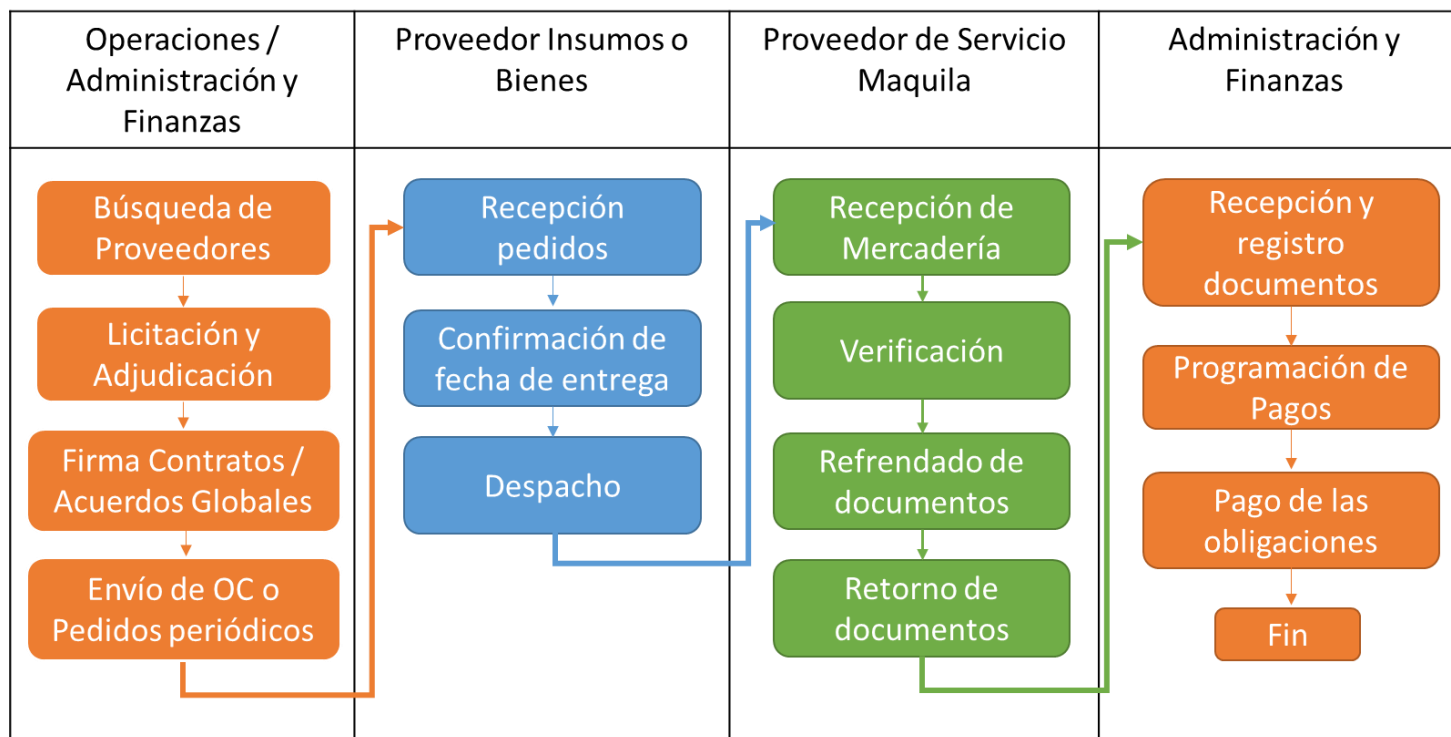 Operaciones /
Administración y
Finanzas
Proveedor Insumos o
Bienes
Proveedor de Servicio
Maquila
Administración y
Finanzas
Búsqueda de
Proveedores
Licitación y
Adjudicación
Firma Contratos /
Acuerdos Globales
Envío de OC o
Pedidos periódicos
Recepción
pedidos
Confirmación de
fecha de entrega
Despacho
Recepción de
Mercadería
Verificación
Refrendado de
documentos
Retorno de
documentos
Recepción y
registro
documentos
Programación de
Pagos
Pago de las
obligaciones
Fin